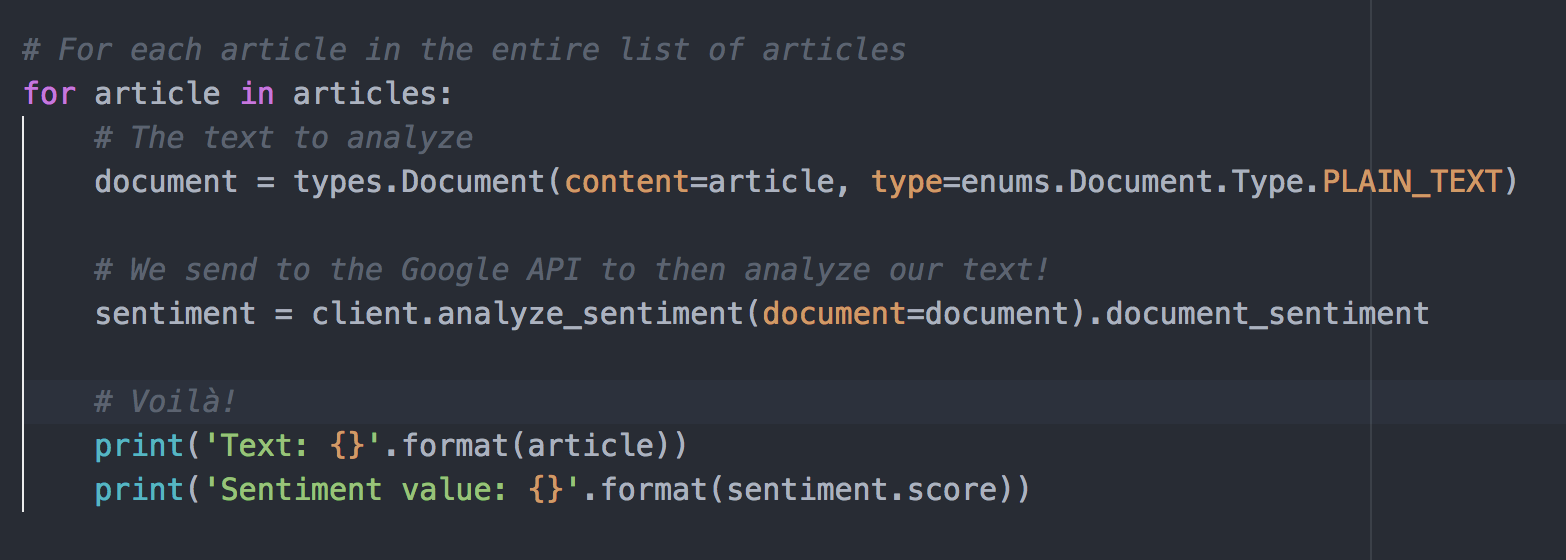 # For each article in the entire list of articles
for article in articles:
    # The text to analyze
    document = types.Document(content=article, type=enums.Document.Type.PLAIN_TEXT)
    # We send to the Google API to then analyze our text!
    sentiment = client.analyze_sentiment(document=document).document_sentiment
    # Voilà!
    print('Text: {}'.format(article))
    print('Sentiment value: {}'.format(sentiment.score))